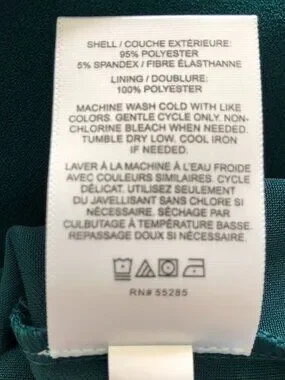 SHELL / COUCHE EXTÉRIEURE:
95% POLYESTER
5% SPANDEX / FIBRE ÉLASTHANNE
LINING / DOUBLURE:
100% POLYESTER
MACHINE WASH COLD WITH LIKE
COLORS. GENTLE CYCLE ONLY. NON-
CHLORINE BLEACH WHEN NEEDED.
TUMBLE DRY LOW. COOL IRON
IF NEEDED.
LAVER À LA MACHINE À L'EAU FROIDE
AVEC COULEURS SIMILAIRES. CYCLE
DÉLICAT. UTILISEZ SEULEMENT
DU JAVELLISANT SANS CHLORE SI
NÉCESSAIRE. SÉCHAGE PAR
CULBUTAGE À TEMPÉRATURE BASSE.
REPASSAGE DOUX SI NÉCESSAIRE.
RN# 55285